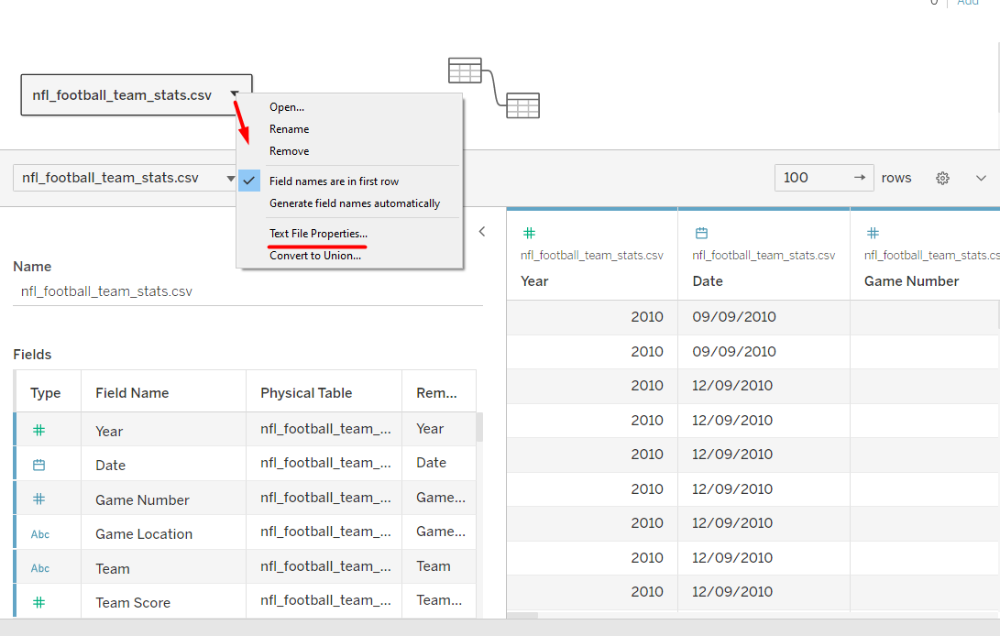 0 Add
nfl_football_team_stats.csv
Open...
Rename
Remove
Field names are in first row
Generate field names automatically
Text File Properties...
Convert to Union...
nfl_football_team_stats.csv
100 → rows
Name
nfl_football_team_stats.csv
Fields
Type Field Name Physical Table Rem...
Year nfl_football_team_... Year
Date nfl_football_team_... Date
Game Number nfl_football_team_... Game...
Abc Game Location nfl_football_team_... Game...
Abc Team nfl_football_team_... Team
Team Score nfl_football_team_... Team...
nfl_football_team_stats.csv nfl_football_team_stats.csv nfl_football_team_stats.cs
Year Date Game Number
2010 09/09/2010
2010 09/09/2010
2010 12/09/2010
2010 12/09/2010
2010 12/09/2010
2010 12/09/2010
2010 12/09/2010
2010 12/09/2010
2010 12/09/2010